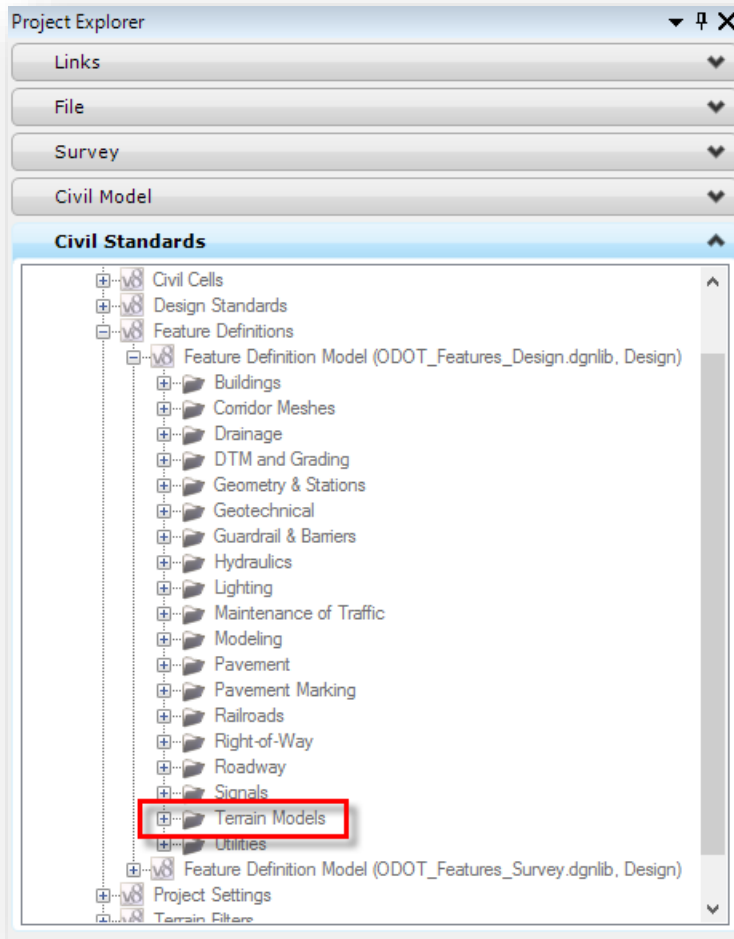 Project Explorer
Links
File
Survey
Civil Model
Civil Standards
Civil Cells
Design Standards
Feature Definitions
Feature Definition Model (ODOT_Features_Design.dgnlib, Design)
Buildings
Corridor Meshes
Drainage
DTM and Grading
Geometry & Stations
Geotechnical
Guardrail & Barriers
Hydraulics
Lighting
Maintenance of Traffic
Modeling
Pavement
Pavement Marking
Railroads
Right-of-Way
Roadway
Signals
Terrain Models
Utilities
Feature Definition Model (ODOT_Features_Survey.dgnlib, Design)
Project Settings
Terrain Filters